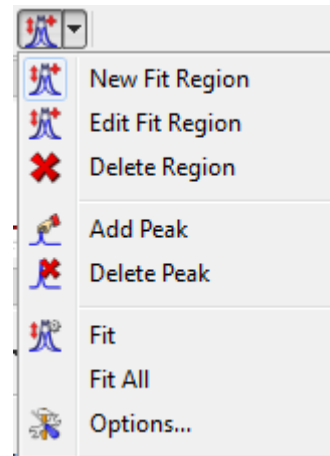 New Fit Region
Edit Fit Region
Delete Region
Add Peak
Delete Peak
Fit
Fit All
Options...